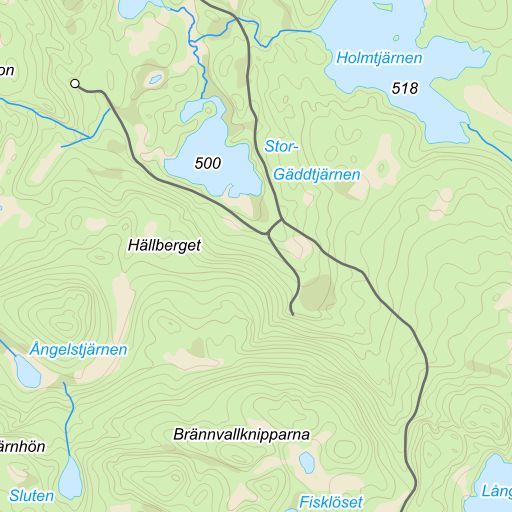 Holmtjärnen
on
518
Stor-
Gäddtjärnen
500
Hällberget
Ångelstjärnen
Brännvallknipparna
ärnhön
Sluten
Fisklöset
Lång